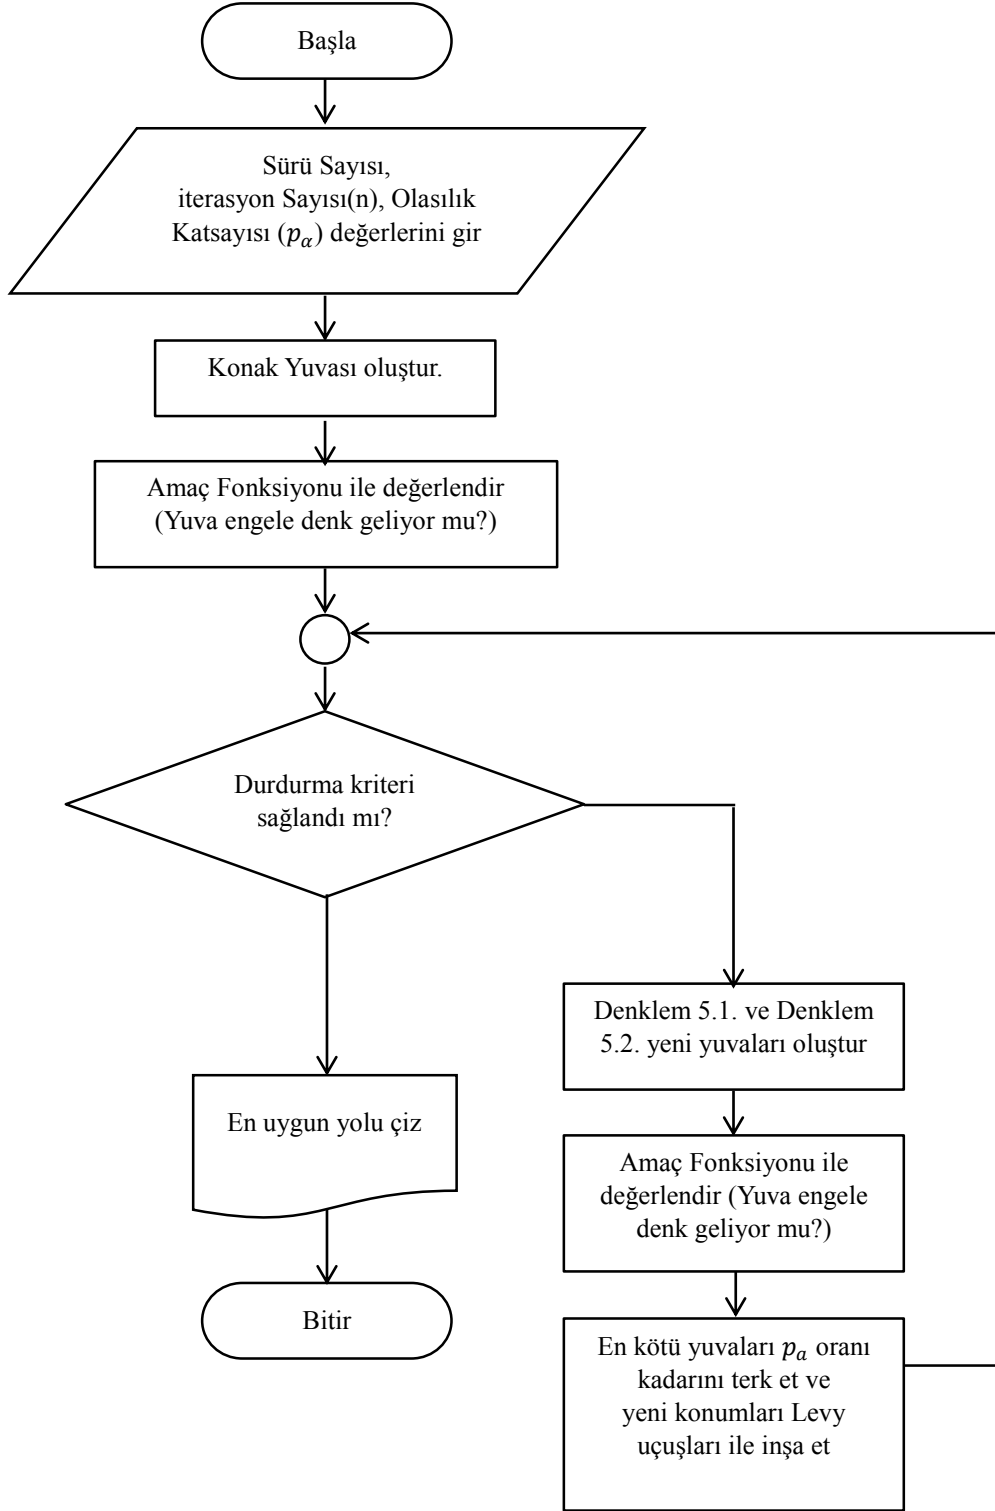 Başla
Sürü Sayısı,
iterasyon Sayısı(n), Olasılık
Katsayısı (𝑝𝛼) değerlerini gir
Konak Yuvası oluştur.
Amaç Fonksiyonu ile değerlendir
(Yuva engele denk geliyor mu?)
Durdurma kriteri
sağlandı mı?
Denklem 5.1. ve Denklem
5.2. yeni yuvaları oluştur
En uygun yolu çiz
Amaç Fonksiyonu ile
değerlendir (Yuva engele
denk geliyor mu?)
Bitir
En kötü yuvaları 𝑝𝑎 oranı
kadarını terk et ve
yeni konumları Levy
uçuşları ile inşa et